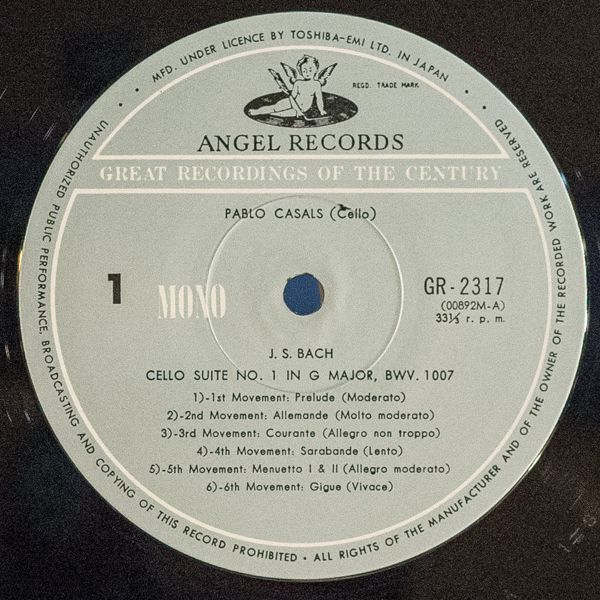 • • MFD. UNDER LICENCE BY TOSHIBA-EMI LTD. IN JAPAN • •
REGD. TRADE MARK
ANGEL RECORDS
GREAT RECORDINGS OF THE CENTURY
PABLO CASALS (Cello)
1
MONO
GR-2317
(00892M-A)
33⅓ r. p. m.
J. S. BACH
CELLO SUITE NO. 1 IN G MAJOR, BWV. 1007
1)-1st Movement: Prelude (Moderato)
2)-2nd Movement: Allemande (Molto moderato)
3)-3rd Movement: Courante (Allegro non troppo)
4)-4th Movement: Sarabande (Lento)
5)-5th Movement: Menuetto I & II (Allegro moderato)
6)-6th Movement: Gigue (Vivace)
UNAUTHORIZED PUBLIC PERFORMANCE, BROADCASTING AND COPYING OF THIS RECORD PROHIBITED • ALL RIGHTS OF THE MANUFACTURER AND OF THE OWNER OF THE RECORDED WORK ARE RESERVED